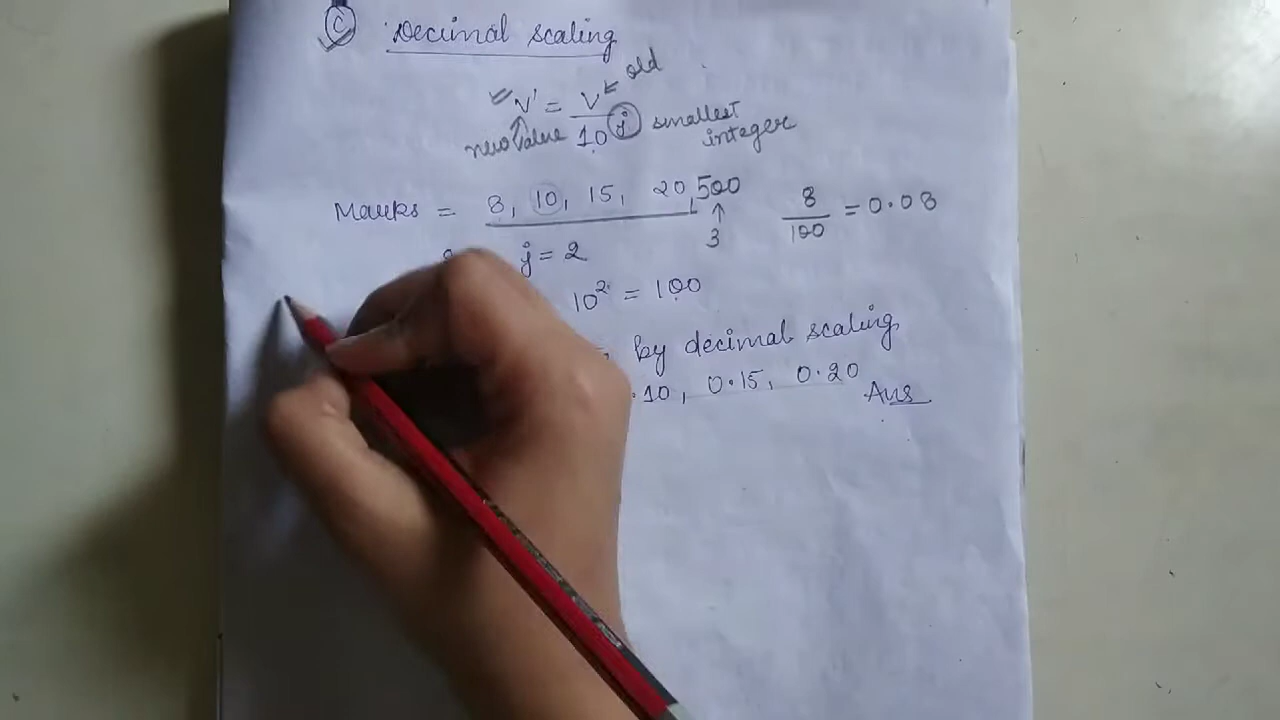 C Decimal scaling
old
V' = V
new value 10 j smallest integer
Marks = 8, 10, 15, 20, 500
8 / 100 = 0.08
3
j = 2
10² = 100
by decimal scaling
.10, 0.15, 0.20 Ans